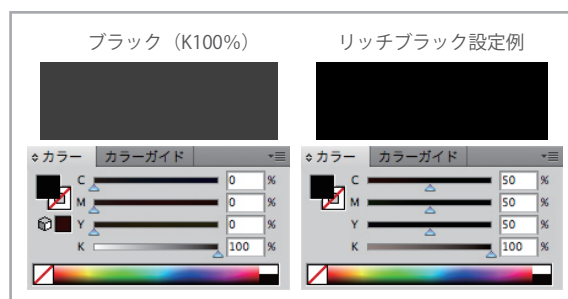 ブラック（K100％）
リッチブラック設定例
カラー カラーガイド
C 0 %
M 0 %
Y 0 %
K 100 %
カラー カラーガイド
C 50 %
M 50 %
Y 50 %
K 100 %